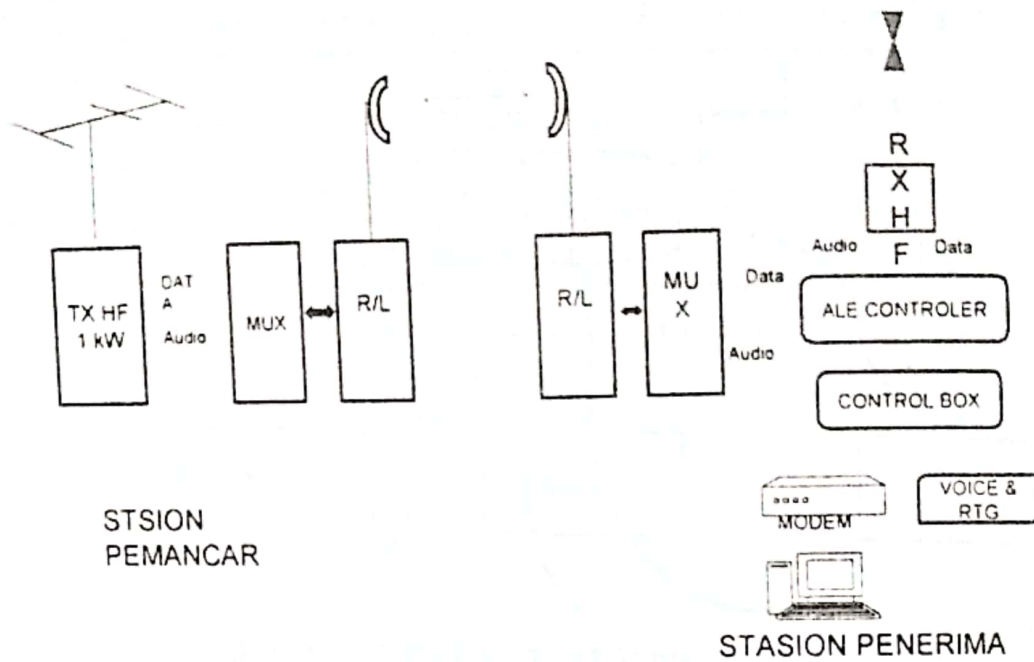 TX HF
1 kW
DAT
A
Audio
MUX
R/L
R/L
MU
X
Data
Audio
R
X
H
F
Audio
Data
ALE CONTROLER
CONTROL BOX
MODEM
VOICE &
RTG
STSION
PEMANCAR
STASION PENERIMA